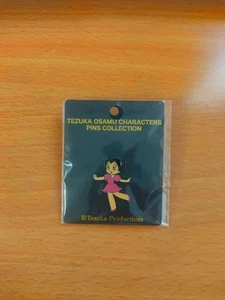 TEZUKA OSAMU CHARACTERS
PINS COLLECTION
©Tezuka Productions